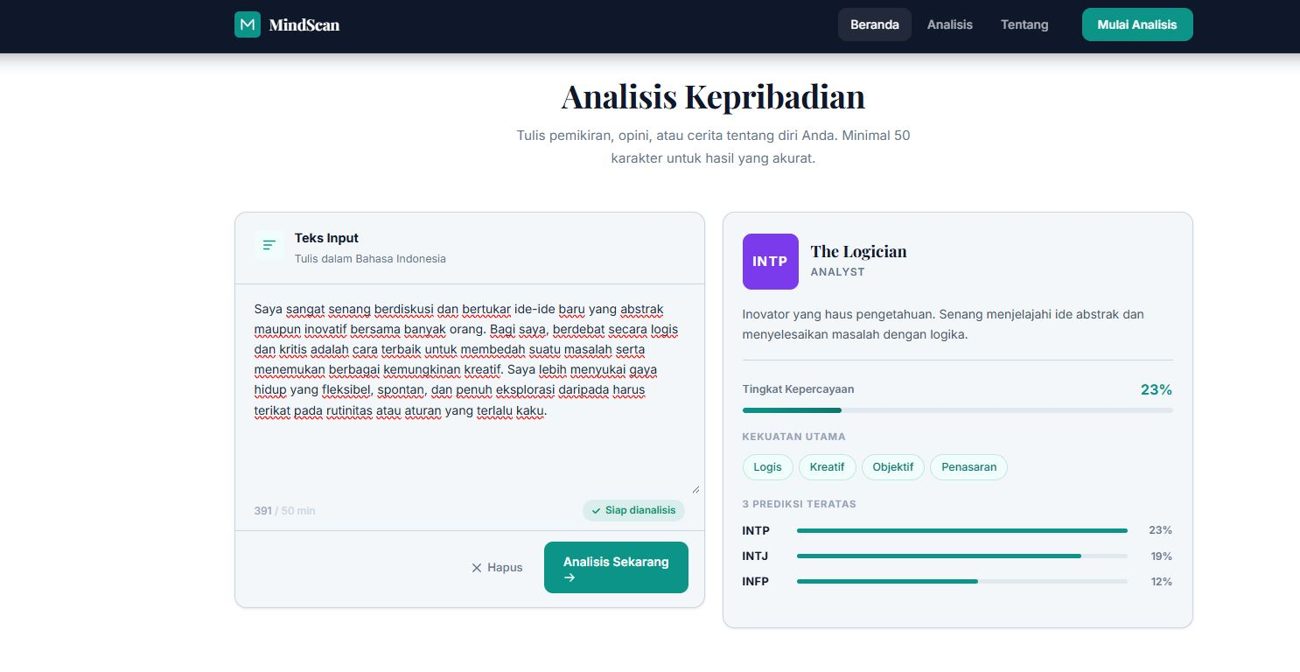 MindScan
Beranda
Analisis
Tentang
Mulai Analisis
Analisis Kepribadian
Tulis pemikiran, opini, atau cerita tentang diri Anda. Minimal 50
karakter untuk hasil yang akurat.
Teks Input
Tulis dalam Bahasa Indonesia
Saya sangat senang berdiskusi dan bertukar ide-ide baru yang abstrak
maupun inovatif bersama banyak orang. Bagi saya, berdebat secara logis
dan kritis adalah cara terbaik untuk membedah suatu masalah serta
menemukan berbagai kemungkinan kreatif. Saya lebih menyukai gaya
hidup yang fleksibel, spontan, dan penuh eksplorasi daripada harus
terikat pada rutinitas atau aturan yang terlalu kaku.
391 / 50 min
Siap dianalisis
Hapus
Analisis Sekarang
→
INTP
The Logician
ANALYST
Inovator yang haus pengetahuan. Senang menjelajahi ide abstrak dan
menyelesaikan masalah dengan logika.
Tingkat Kepercayaan
23%
KEKUATAN UTAMA
Logis
Kreatif
Objektif
Penasaran
3 PREDIKSI TERATAS
INTP 23%
INTJ 19%
INFP 12%